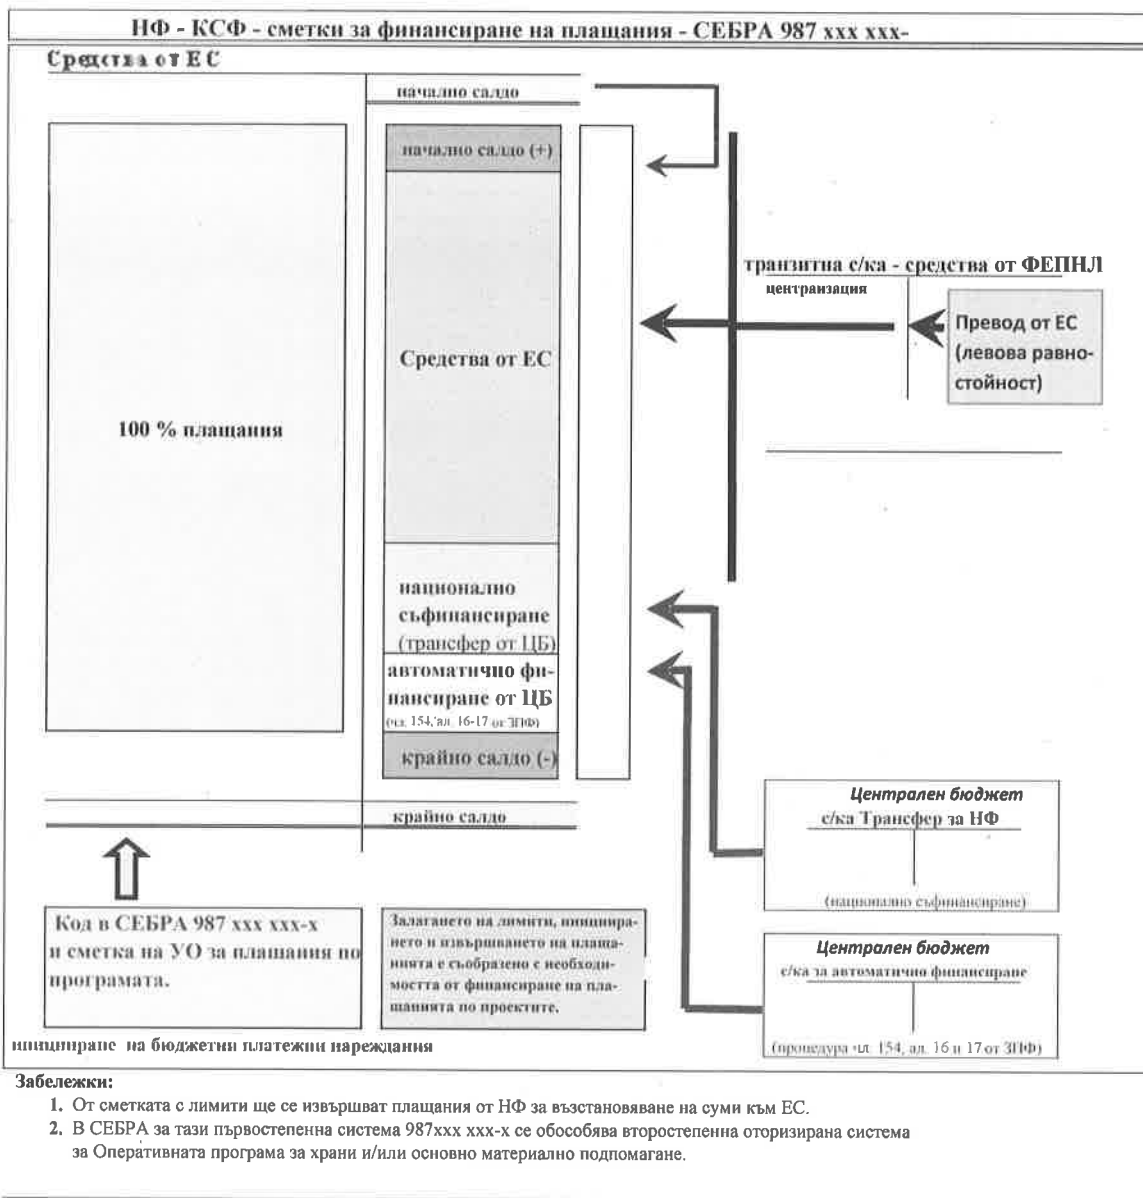 НФ - КСФ - сметки за финансиране на плащания - СЕБРА 987 xxx xxx-
Средства от ЕС
начално салдо
начално салдо (+)
транзитна с/ка - средства от ФЕПНЛ
центраизация
Превод от ЕС
(левова равно-
стойност)
Средства от ЕС
100 % плащания
национално
съфинансиране
(трансфер от ЦБ)
автоматично фи-
нансиране от ЦБ
(чл. 154, ал. 16-17 от ЗПФ)
крайно салдо (-)
крайно салдо
Централен бюджет
с/ка Трансфер за НФ
(национално съфинансиране)
Код в СЕБРА 987 xxx xxx-x
и сметка на УО за плащания по
програмата.
Залагането на лимити, иницира-
нето и извършването на плаща-
нията е съобразено с необходи-
мостта от финансиране на пла-
щанията по проектите.
Централен бюджет
с/ка за автоматично финансиране
(процедура чл. 154, ал. 16 и 17 от ЗПФ)
иницииране на бюджетни платежни нареждания
Забележки:
1. От сметката с лимити ще се извършват плащания от НФ за възстановяване на суми към ЕС.
2. В СЕБРА за тази първостепенна система 987xxx xxx-x се обособява второстепенна оторизирана система
за Оперативната програма за храни и/или основно материално подпомагане.